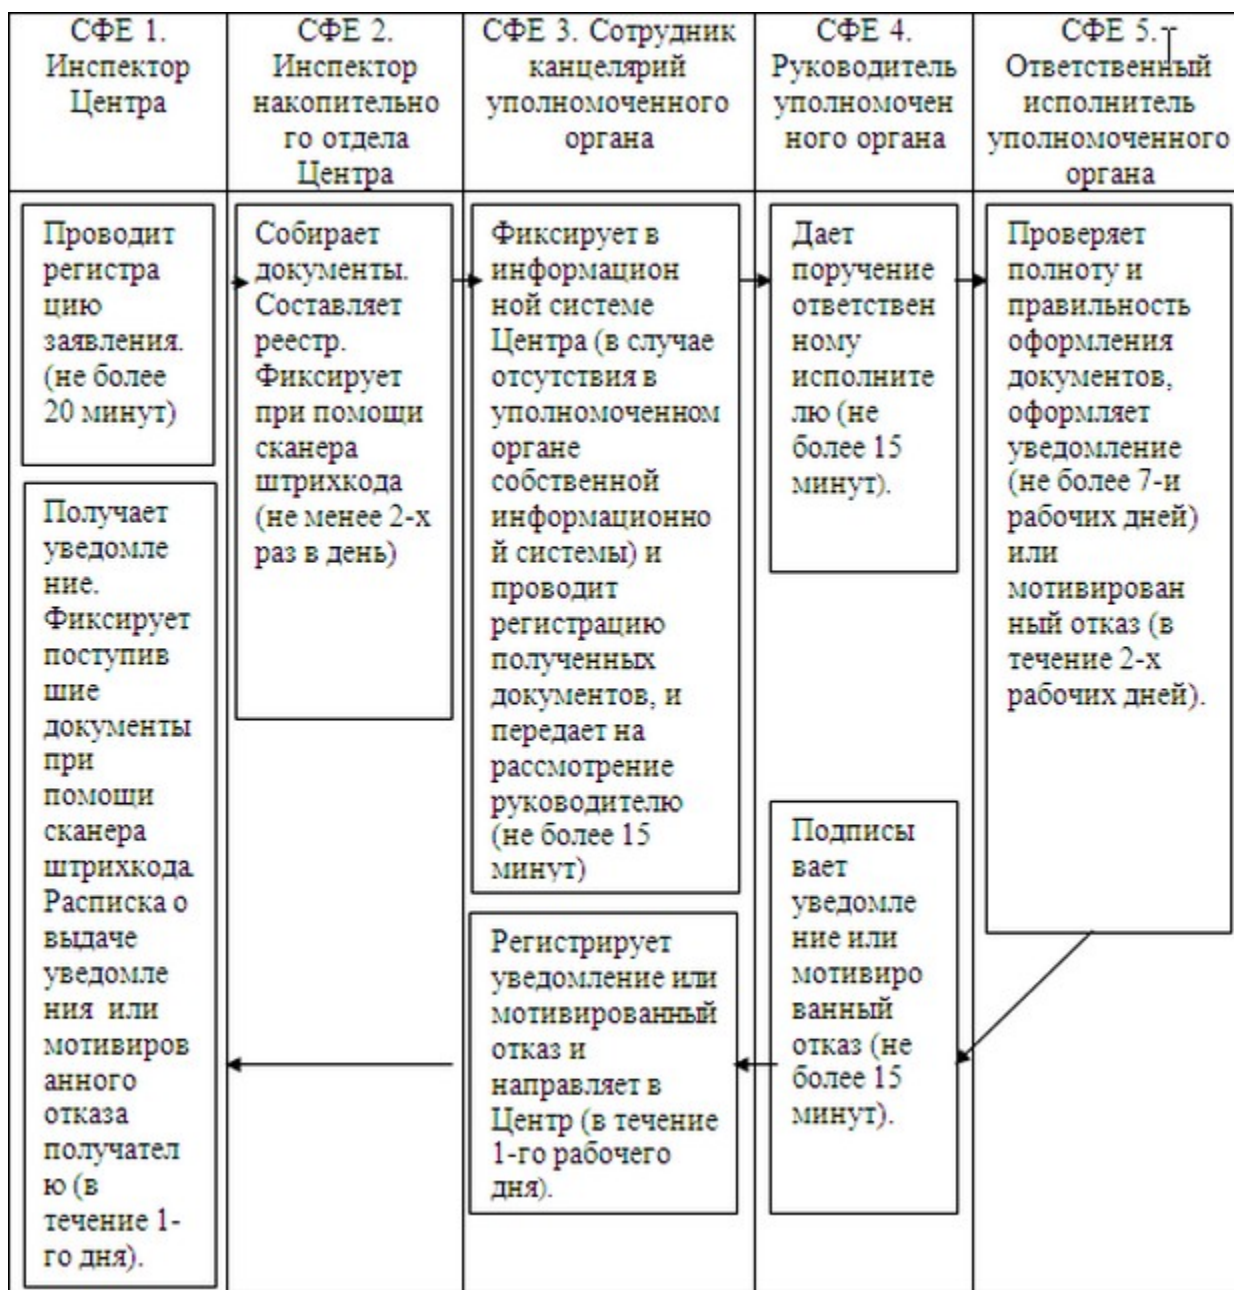 СФЕ 1.
Инспектор
Центра
СФЕ 2.
Инспектор
накопительно
го отдела
Центра
СФЕ 3. Сотрудник
канцелярий
уполномоченного
органа
СФЕ 4.
Руководитель
уполномочен
ного органа
СФЕ 5.
Ответственный
исполнитель
уполномоченного
органа
Проводит
регистра
цию
заявления.
(не более
20 минут)
Собирает
документы.
Составляет
реестр.
Фиксирует
при помощи
сканера
штрихкода
(не менее 2-х
раз в день)
Фиксирует в
информацион
ной системе
Центра (в случае
отсутствия в
уполномоченном
органе
собственной
информационно
й системы) и
проводит
регистрацию
полученных
документов, и
передает на
рассмотрение
руководителю
(не более 15
минут)
Дает
поручение
ответствен
ному
исполните
лю (не
более 15
минут).
Проверяет
полноту и
правильность
оформления
документов,
оформляет
уведомление
(не более 7-и
рабочих дней)
или
мотивирован
ный отказ (в
течение 2-х
рабочих дней).
Подписы
вает
уведомле
ние или
мотивиро
ванный
отказ (не
более 15
минут).
Регистрирует
уведомление или
мотивированный
отказ и
направляет в
Центр (в течение
1-го рабочего
дня).
Получает
уведомле
ние.
Фиксирует
поступив
шие
документы
при
помощи
сканера
штрихкода.
Расписка о
выдаче
уведомле
ния или
мотивиров
анного
отказа
получател
ю (в
течение 1-
го дня).